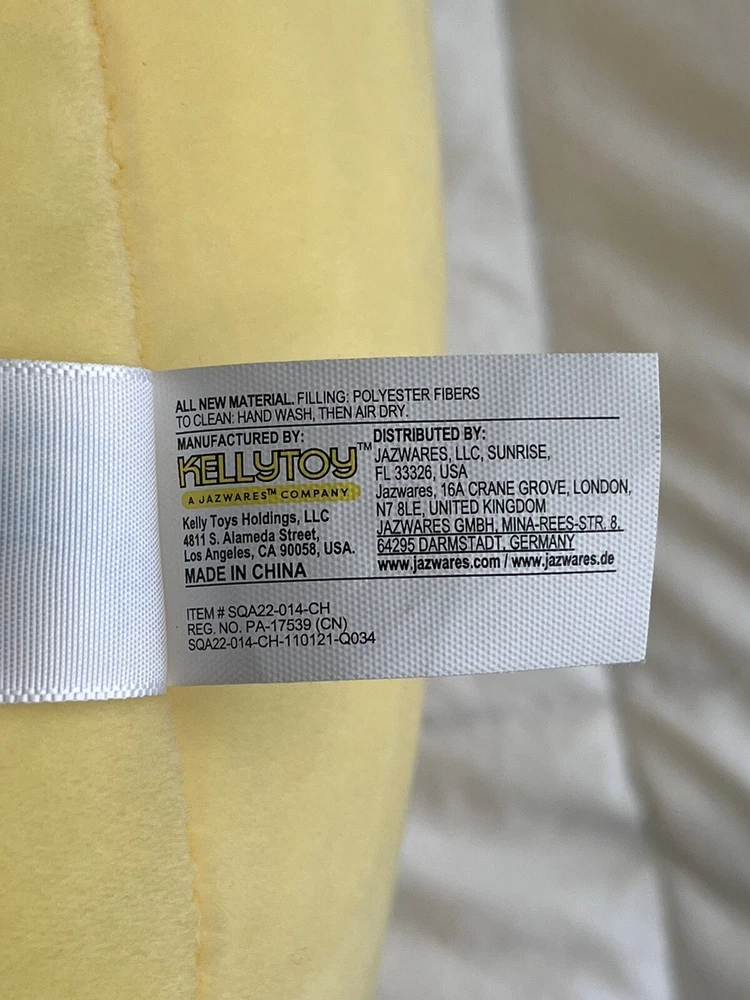 ALL NEW MATERIAL. FILLING: POLYESTER FIBERS
TO CLEAN: HAND WASH, THEN AIR DRY.
MANUFACTURED BY:
KELLYTOY™
A JAZWARES™ COMPANY
Kelly Toys Holdings, LLC
4811 S. Alameda Street,
Los Angeles, CA 90058, USA.
MADE IN CHINA
DISTRIBUTED BY:
JAZWARES, LLC, SUNRISE,
FL 33326, USA
Jazwares, 16A CRANE GROVE, LONDON,
N7 8LE, UNITED KINGDOM
JAZWARES GMBH, MINA-REES-STR. 8,
64295 DARMSTADT, GERMANY
www.jazwares.com / www.jazwares.de
ITEM # SQA22-014-CH
REG. NO. PA-17539 (CN)
SQA22-014-CH-110121-Q034